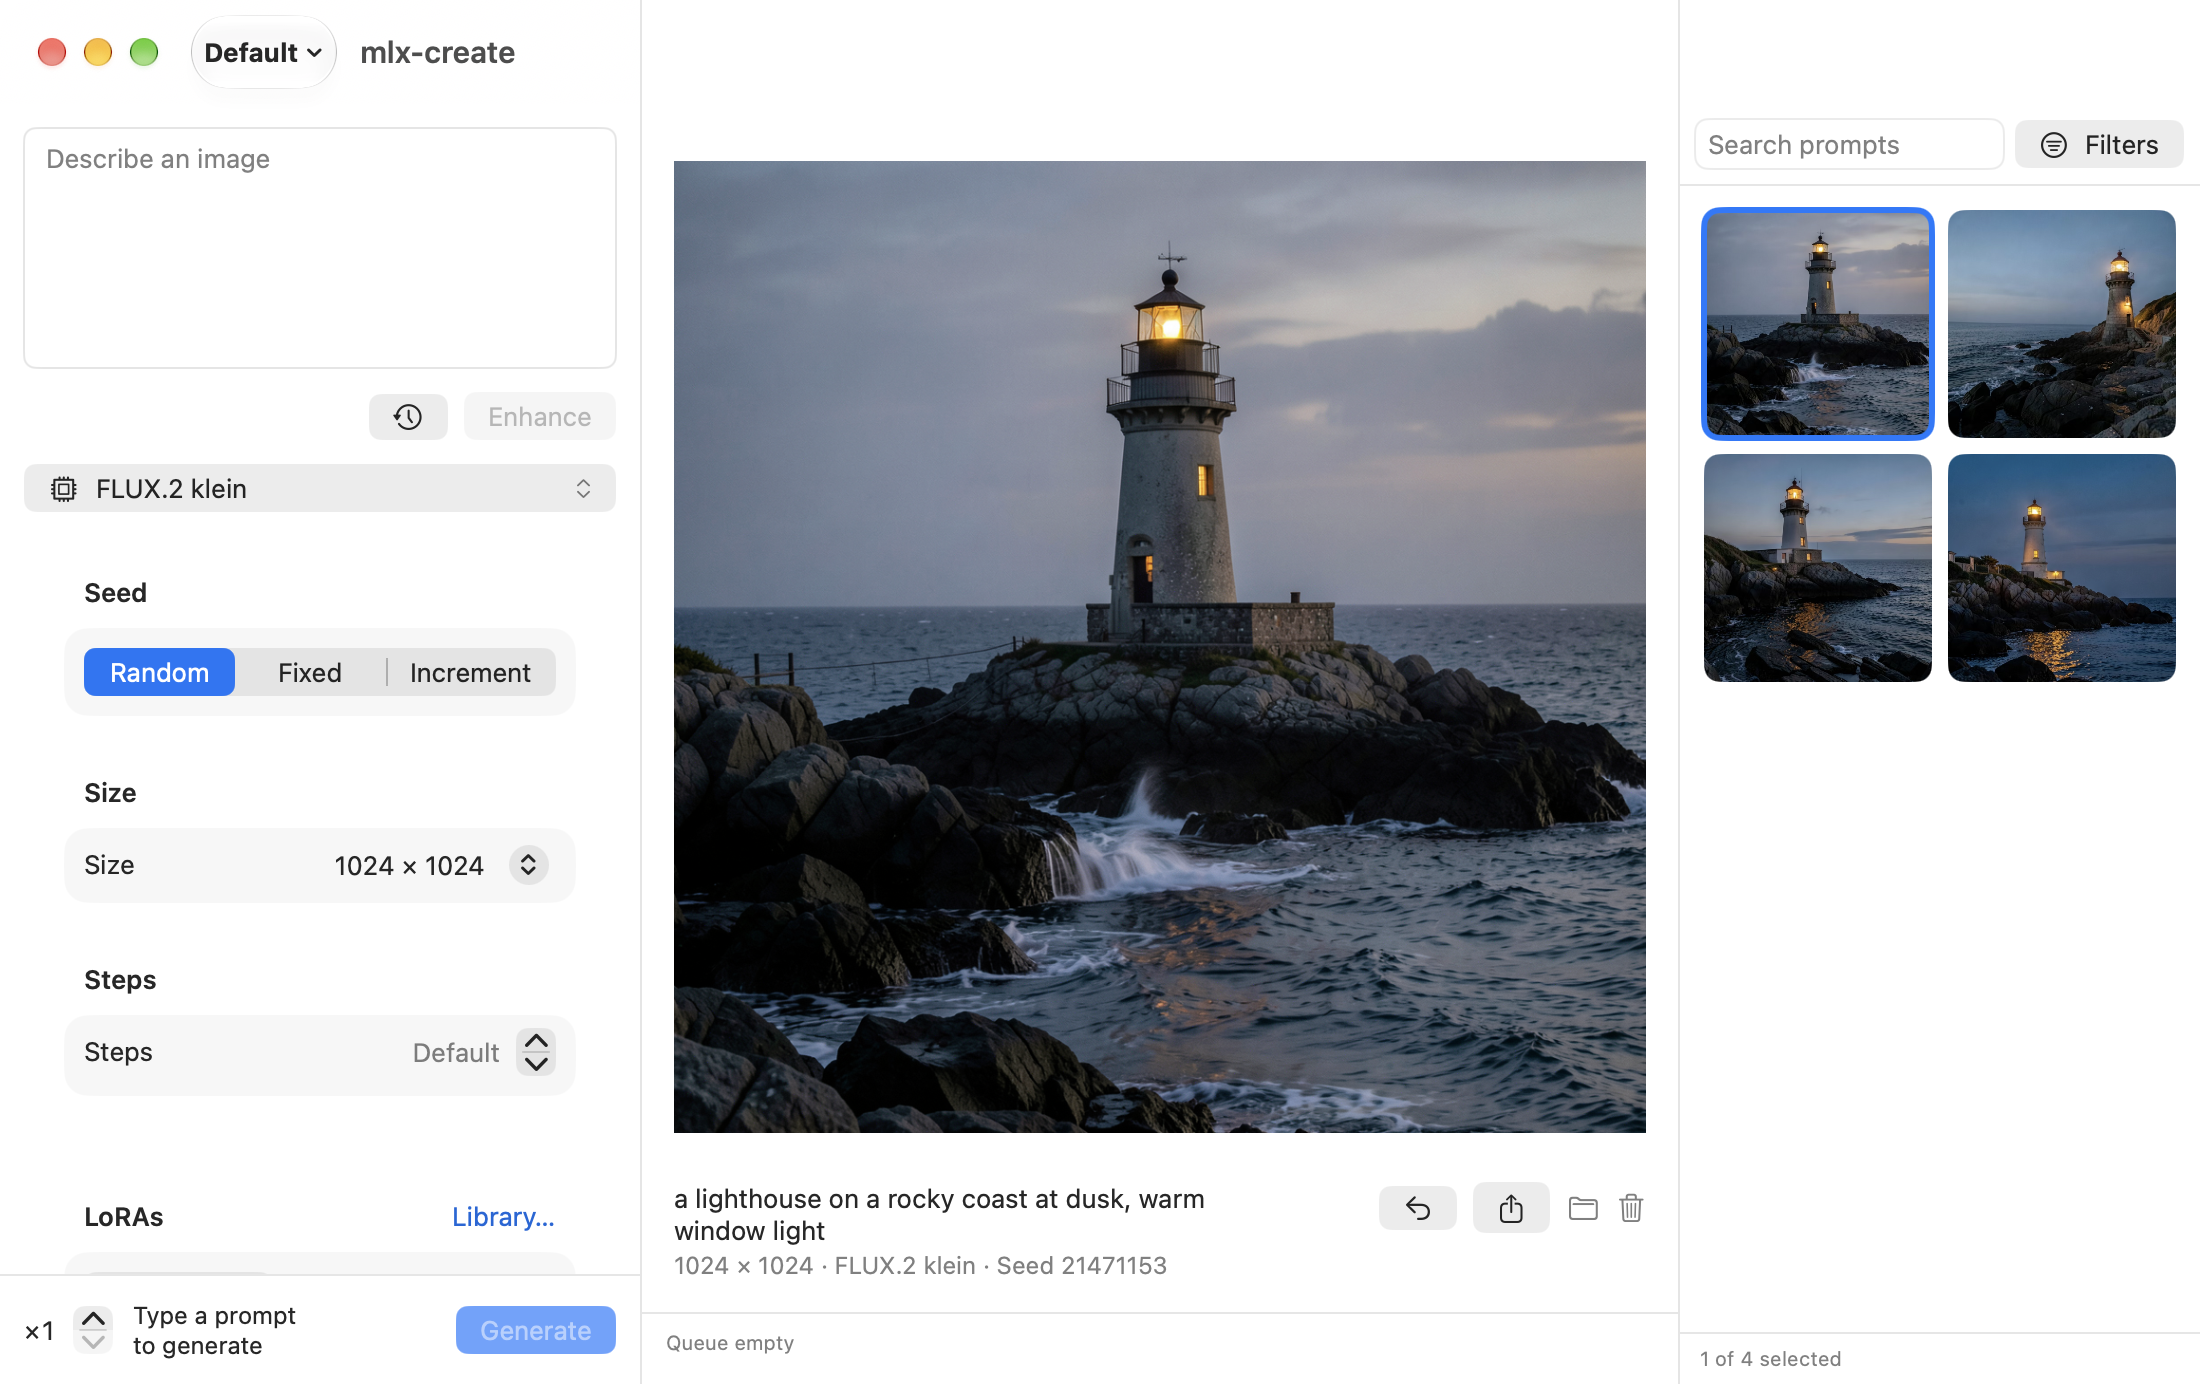 Default
mlx-create
Describe an image
Enhance
FLUX.2 klein
Seed
Random
Fixed
Increment
Size
Size
1024 × 1024
Steps
Steps
Default
LoRAs
Library...
×1
Type a prompt
to generate
Generate
a lighthouse on a rocky coast at dusk, warm
window light
1024 × 1024 · FLUX.2 klein · Seed 21471153
Queue empty
Search prompts
Filters
1 of 4 selected